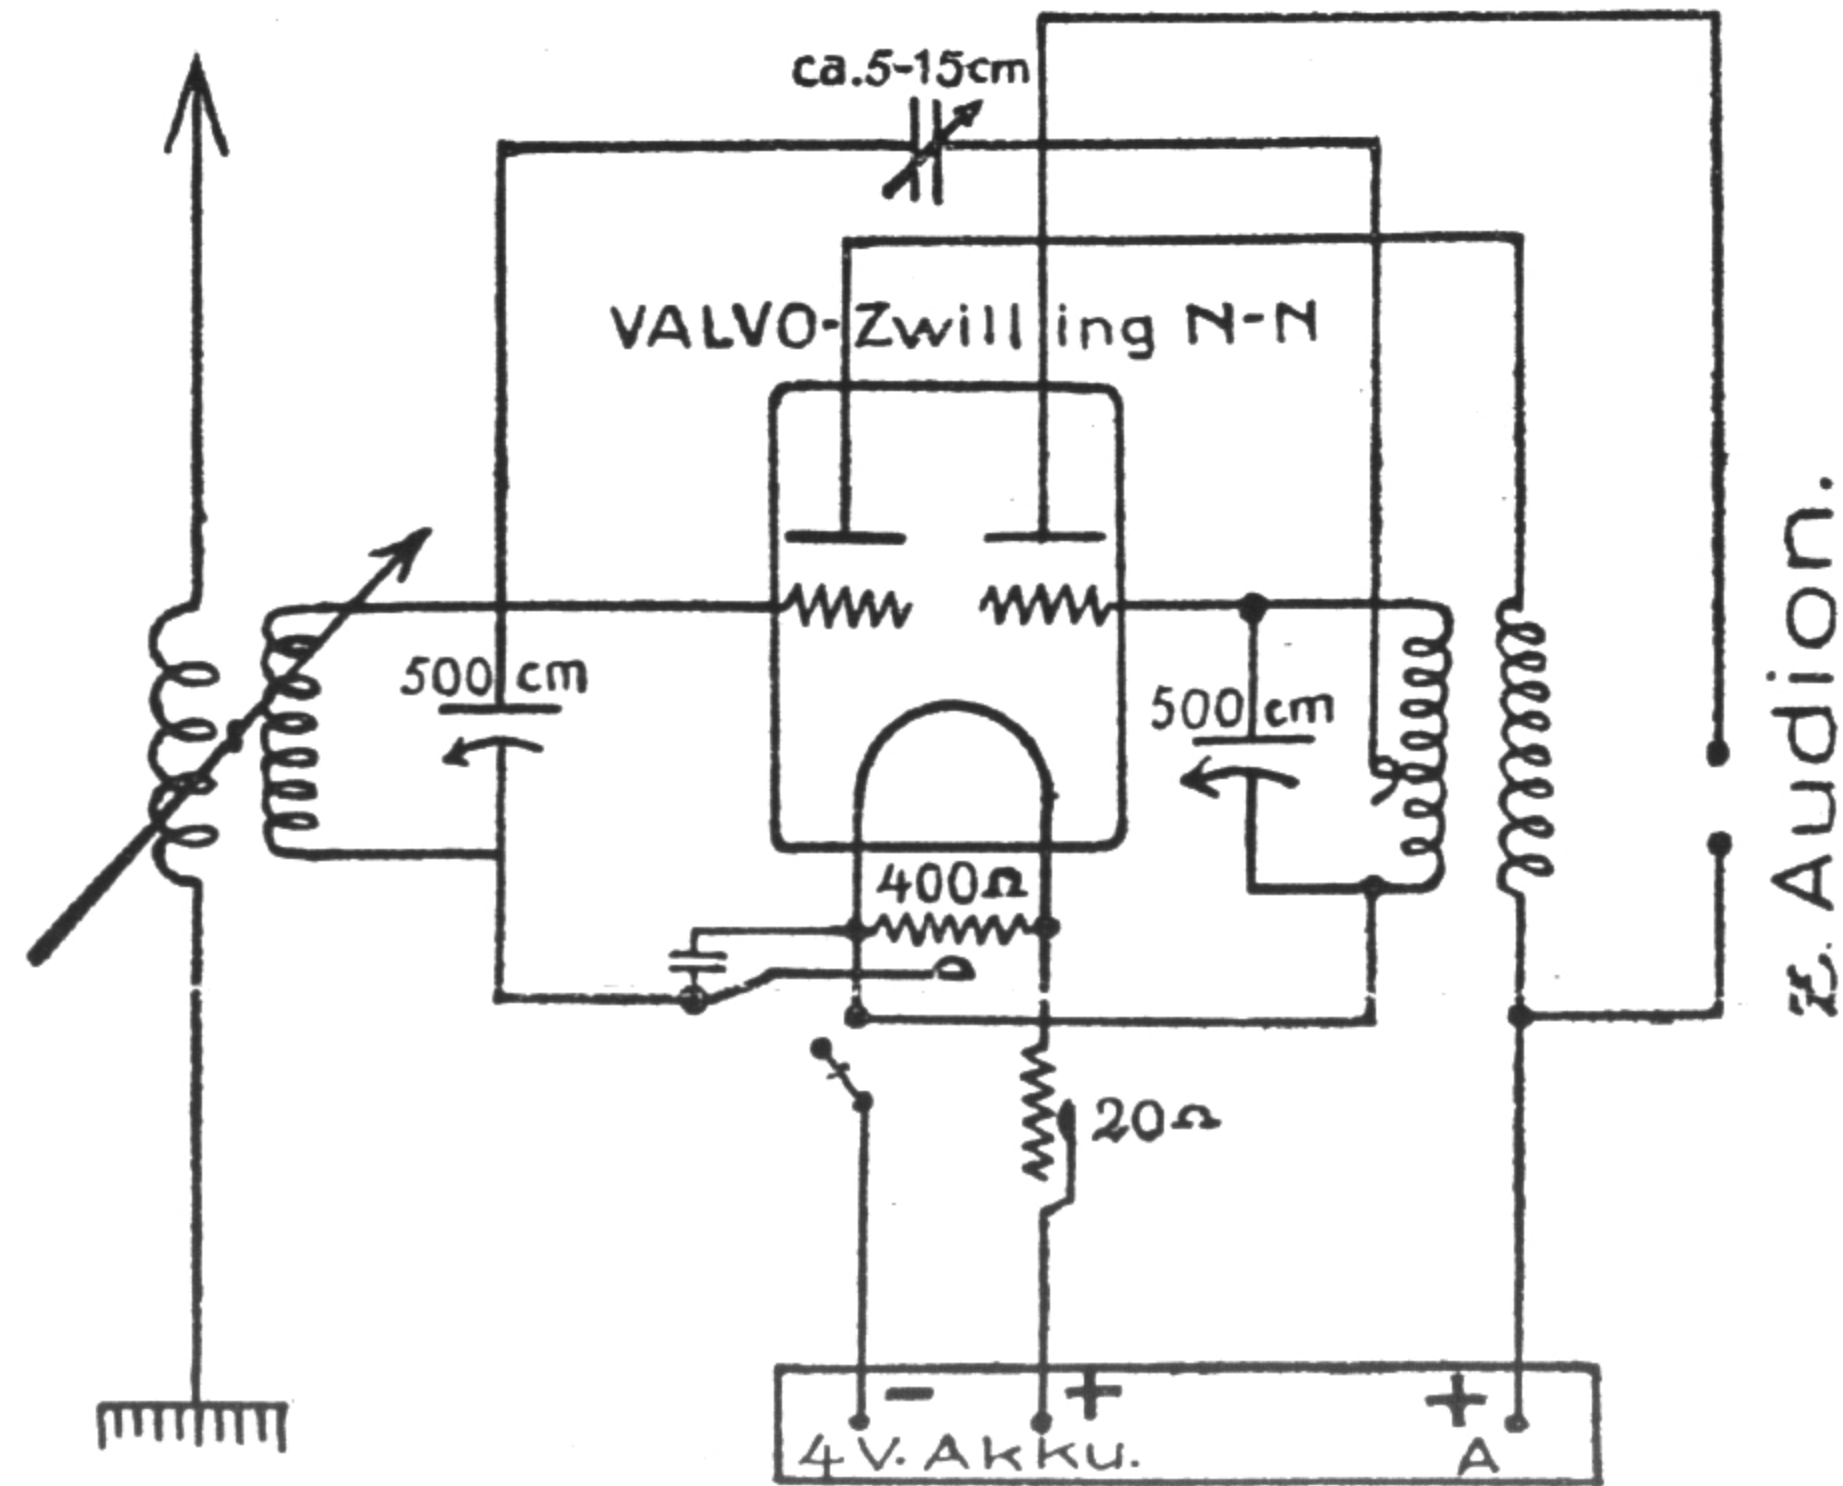 ca.5-15cm
VALVO-Zwilling N-N
500 cm
500 cm
400Ω
20Ω
- + +
4V. Akku. A
z. Audion.